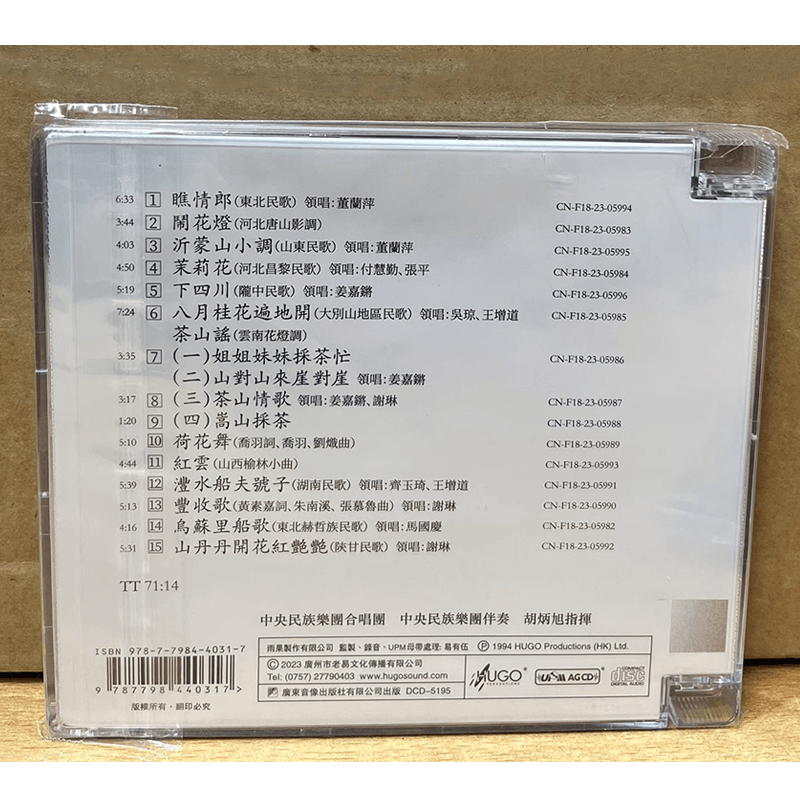 6:33 1 瞧情郎(東北民歌) 領唱:董蘭萍 CN-F18-23-05994
3:44 2 鬧花燈(河北唐山影調) CN-F18-23-05983
4:03 3 沂蒙山小調(山東民歌) 領唱:董蘭萍 CN-F18-23-05995
4:50 4 茉莉花(河北昌黎民歌) 領唱:付慧勤、張平 CN-F18-23-05984
5:19 5 下四川(隴中民歌) 領唱:姜嘉鏘 CN-F18-23-05996
7:24 6 八月桂花遍地開(大別山地區民歌) 領唱:吳琼、王增道 CN-F18-23-05985
茶山謠(雲南花燈調)
3:35 7 (一)姐姐妹妹採茶忙 CN-F18-23-05986
(二)山對山來崖對崖 領唱:姜嘉鏘
3:17 8 (三)茶山情歌 領唱:姜嘉鏘、謝琳 CN-F18-23-05987
1:20 9 (四)嵩山採茶 CN-F18-23-05988
5:10 10 荷花舞(喬羽詞、喬羽、劉熾曲) CN-F18-23-05989
4:44 11 紅雲(山西榆林小曲) CN-F18-23-05993
5:39 12 澧水船夫號子(湖南民歌) 領唱:齊玉琦、王增道 CN-F18-23-05991
5:13 13 豐收歌(黃素嘉詞、朱南溪、張慕魯曲) 領唱:謝琳 CN-F18-23-05990
4:16 14 烏蘇里船歌(東北赫哲族民歌) 領唱:馬國慶 CN-F18-23-05982
5:31 15 山丹丹開花紅艷艷(陝甘民歌) 領唱:謝琳 CN-F18-23-05992
TT 71:14
中央民族樂團合唱團 中央民族樂團伴奏 胡炳旭指揮
ISBN 978-7-7984-4031-7
9 787798 440317 >
版權所有·翻印必究
雨果製作有限公司 監製、錄音、UPM母帶處理: 易有伍 ℗ 1994 HUGO Productions (HK) Ltd.
© 2023 廣州市老易文化傳播有限公司
Tel: (0757) 27790403 www.hugosound.com
廣東音像出版社有限公司出版 DCD-5195
HUGO PRODUCTIONS
UPM AGCD
COMPACT disc DIGITAL AUDIO